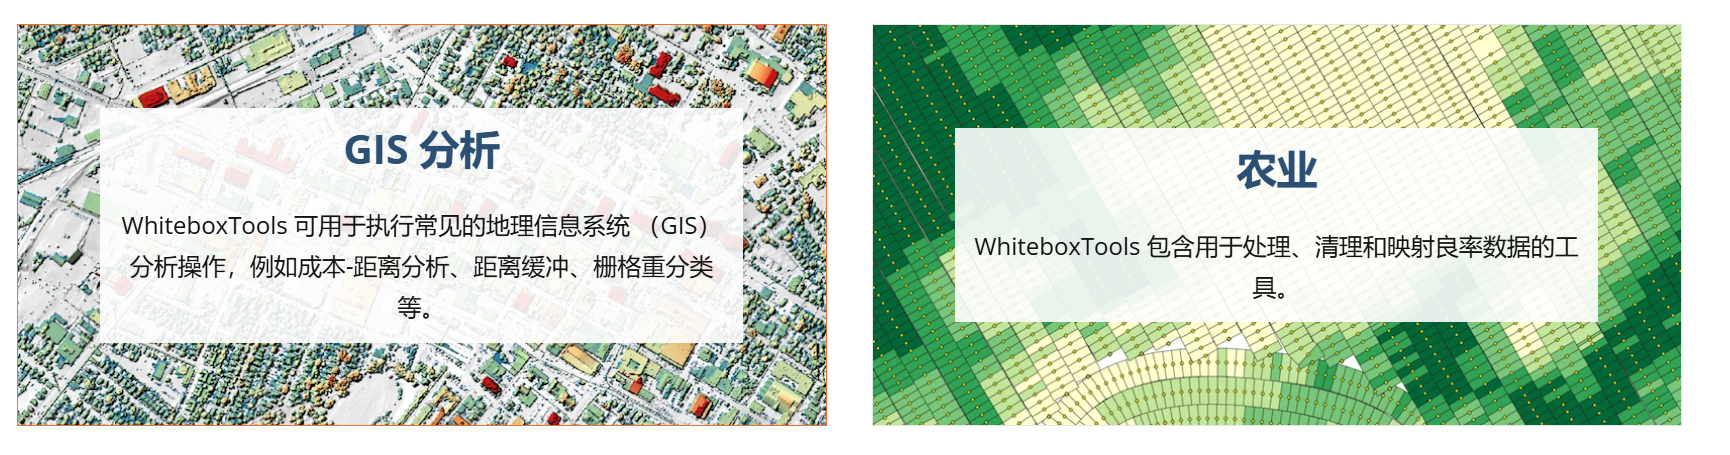 GIS 分析
WhiteboxTools 可用于执行常见的地理信息系统 （GIS）
分析操作，例如成本-距离分析、距离缓冲、栅格重分类
等。
农业
WhiteboxTools 包含用于处理、清理和映射良率数据的工
具。